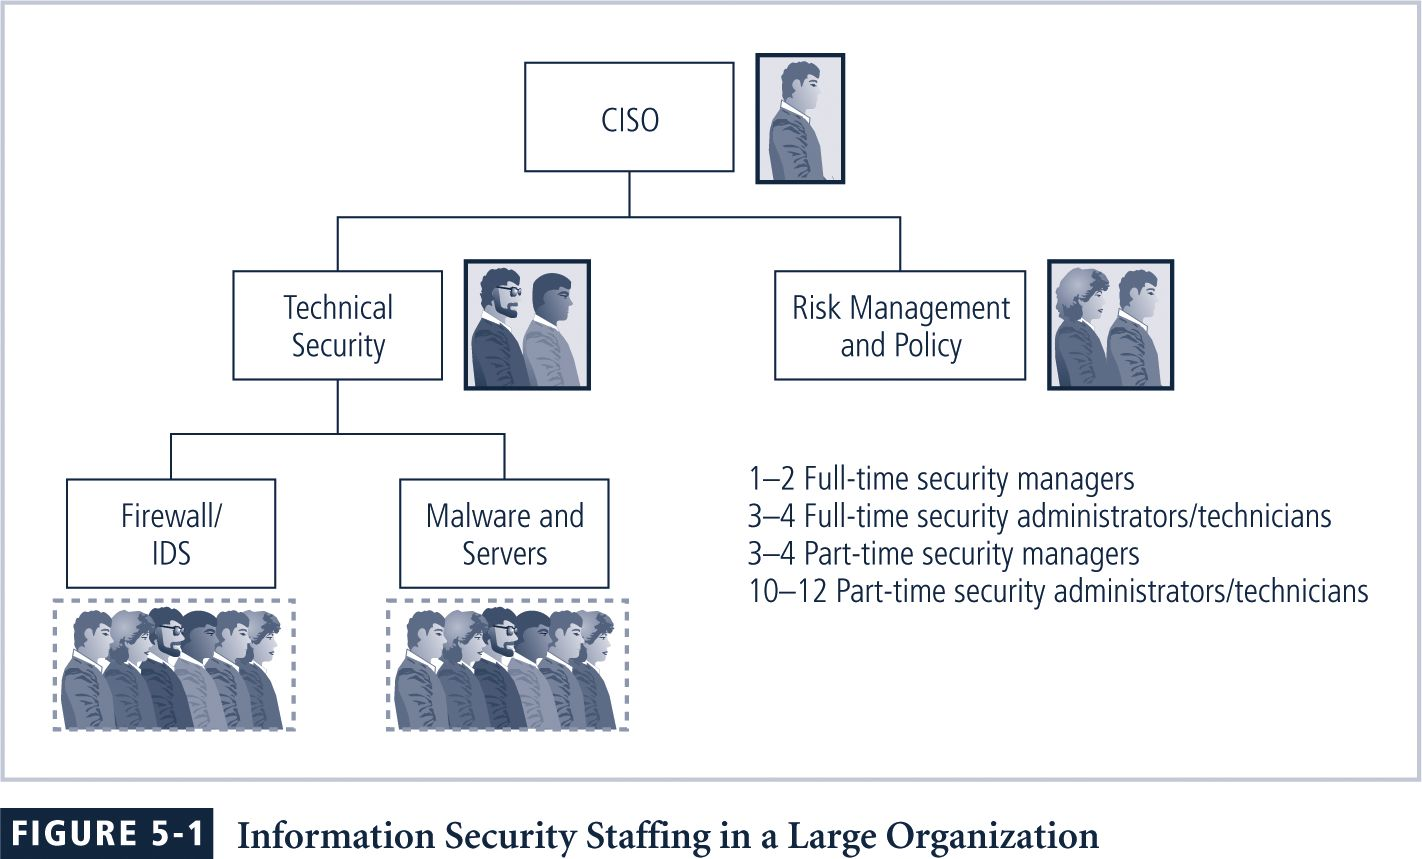 CISO
Technical
Security
Risk Management
and Policy
Firewall/
IDS
Malware and
Servers
1–2 Full-time security managers
3–4 Full-time security administrators/technicians
3–4 Part-time security managers
10–12 Part-time security administrators/technicians
FIGURE 5-1 Information Security Staffing in a Large Organization